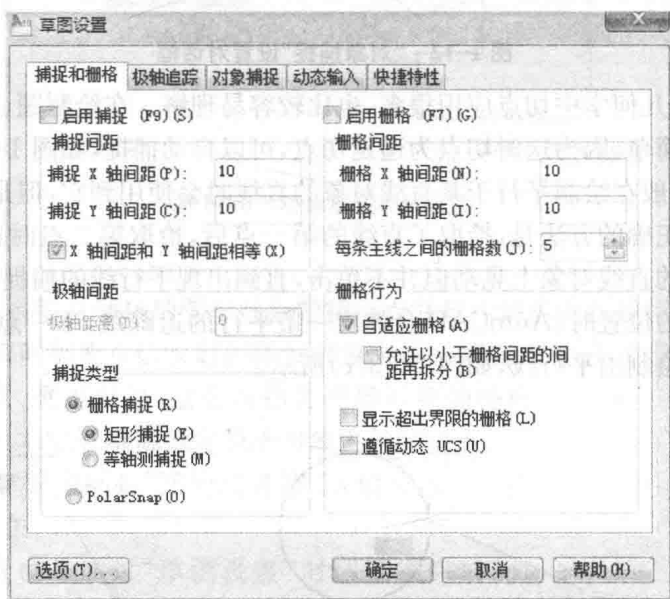 草图设置
捕捉和栅格 极轴追踪 对象捕捉 动态输入 快捷特性
启用捕捉 (F9)(S)
捕捉间距
捕捉 X 轴间距(P): 10
捕捉 Y 轴间距(C): 10
X 轴间距和 Y 轴间距相等(X)
极轴间距
极轴距离(D): 0
捕捉类型
栅格捕捉(R)
矩形捕捉(E)
等轴测捕捉(M)
PolarSnap(O)
启用栅格 (F7)(G)
栅格间距
栅格 X 轴间距(N): 10
栅格 Y 轴间距(I): 10
每条主线之间的栅格数(J): 5
栅格行为
自适应栅格(A)
允许以小于栅格间距的间
距再拆分(B)
显示超出界限的栅格(L)
遵循动态 UCS(U)
选项(T)... 确定 取消 帮助(H)